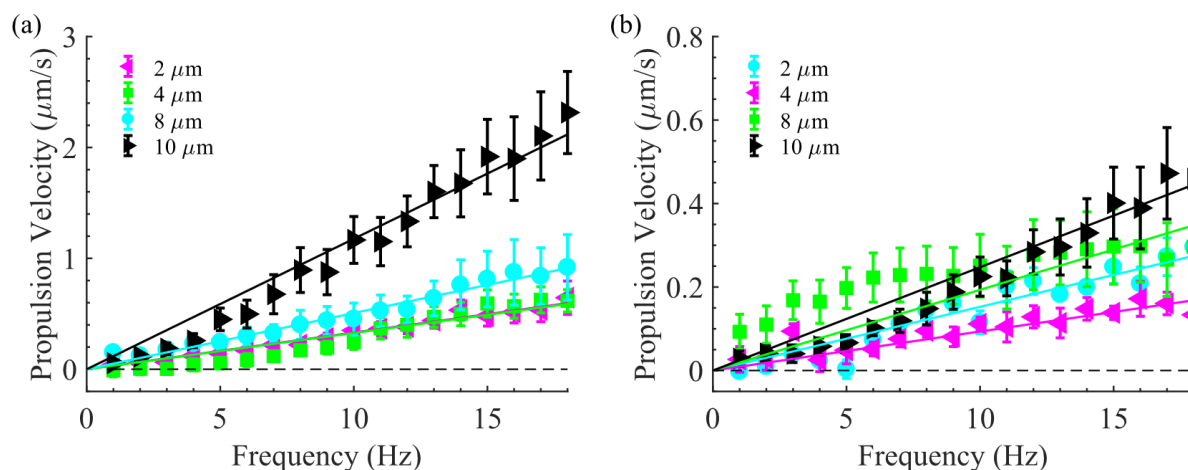 (a)
Propulsion Velocity (μm/s)
3
2
1
0
2 μm
4 μm
8 μm
10 μm
0 5 10 15
Frequency (Hz)
(b)
Propulsion Velocity (μm/s)
0.8
0.6
0.4
0.2
0
2 μm
4 μm
8 μm
10 μm
0 5 10 15
Frequency (Hz)